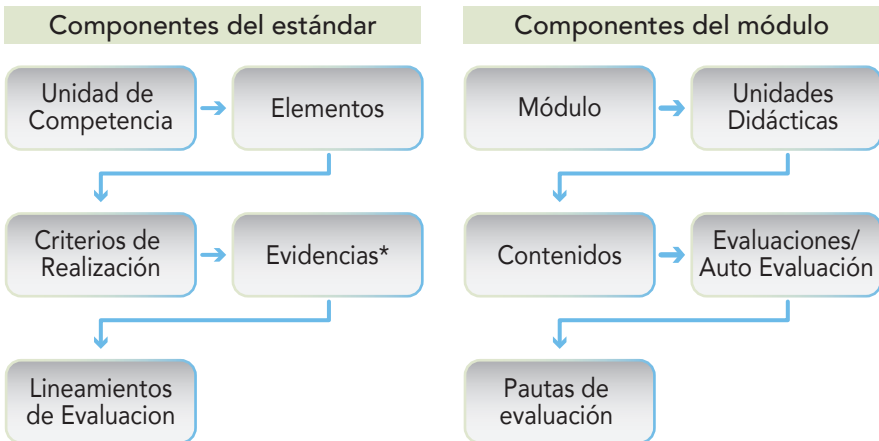 Componentes del estándar
Unidad de
Competencia
Elementos
Criterios de
Realización
Evidencias*
Lineamientos
de Evaluacion
Componentes del módulo
Módulo
Unidades
Didácticas
Contenidos
Evaluaciones/
Auto Evaluación
Pautas de
evaluación